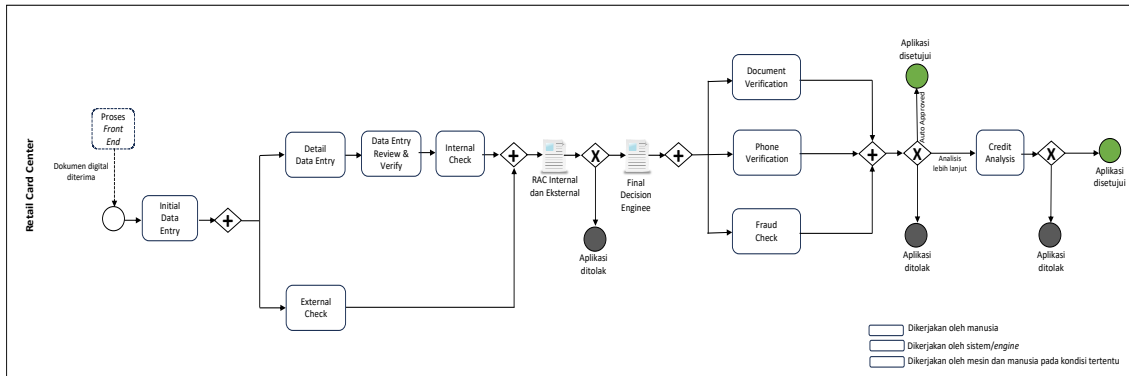 Retail Card Center
Proses
Front
End
Dokumen digital
diterima
Initial
Data
Entry
Detail
Data Entry
Data Entry
Review &
Verify
Internal
Check
External
Check
RAC Internal
dan Eksternal
X
Aplikasi
ditolak
Final
Decision
Enginee
Document
Verification
Phone
Verification
Fraud
Check
Aplikasi
disetujui
Auto Approved
X
Analisis
lebih lanjut
Aplikasi
ditolak
Credit
Analysis
X
Aplikasi
ditolak
Aplikasi
disetujui
Dikerjakan oleh manusia
Dikerjakan oleh sistem/engine
Dikerjakan oleh mesin dan manusia pada kondisi tertentu